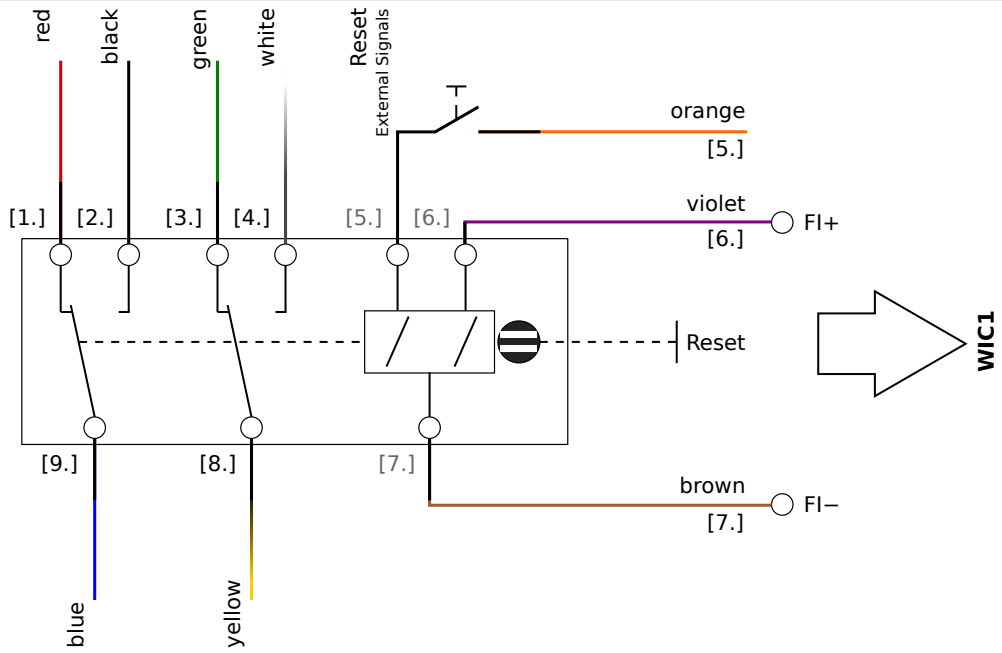 red
black
green
white
Reset
External Signals
orange
[5.]
violet
[6.]
FI+
[1.]
[2.]
[3.]
[4.]
[5.]
[6.]
Reset
WIC1
[9.]
[8.]
[7.]
brown
[7.]
FI−
blue
yellow